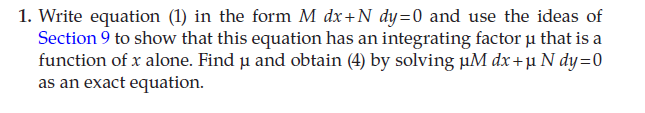 1. Write equation (1) in the form M dx+N dy=0 and use the ideas of
Section 9 to show that this equation has an integrating factor μ that is a
function of x alone. Find μ and obtain (4) by solving μM dx+μ N dy=0
as an exact equation.